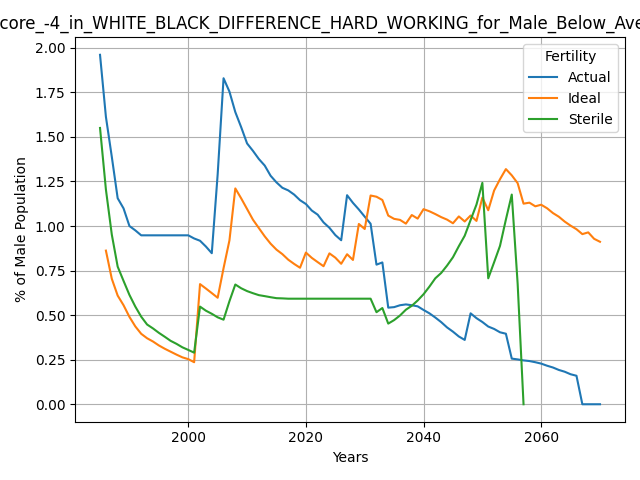 core_-4_in_WHITE_BLACK_DIFFERENCE_HARD_WORKING_for_Male_Below_Ave
Fertility
Actual
Ideal
Sterile
% of Male Population
2.00
1.75
1.50
1.25
1.00
0.75
0.50
0.25
0.00
2000 2020 2040 2060
Years